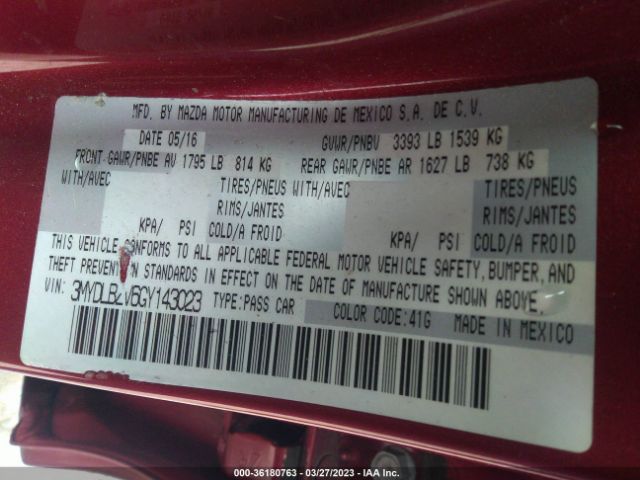 MFD. BY MAZDA MOTOR MANUFACTURING DE MEXICO S.A. DE C.V.
DATE 05/16 GVWR/PNBV 3393 LB 1539 KG
FRONT GAWR/PNBE AV 1795 LB 814 KG REAR GAWR/PNBE AR 1627 LB 738 KG
WITH/AVEC TIRES/PNEUS WITH/AVEC TIRES/PNEUS
RIMS/JANTES RIMS/JANTES
KPA/ PSI COLD/A FROID KPA/ PSI COLD/A FROID
THIS VEHICLE CONFORMS TO ALL APPLICABLE FEDERAL MOTOR VEHICLE SAFETY, BUMPER, AND
THEFT PREVENTION STANDARDS IN EFFECT ON THE DATE OF MANUFACTURE SHOWN ABOVE.
VIN: TYPE:PASS CAR COLOR CODE:41G MADE IN MEXICO
000-36180763 | 03/27/2023 | IAA Inc.